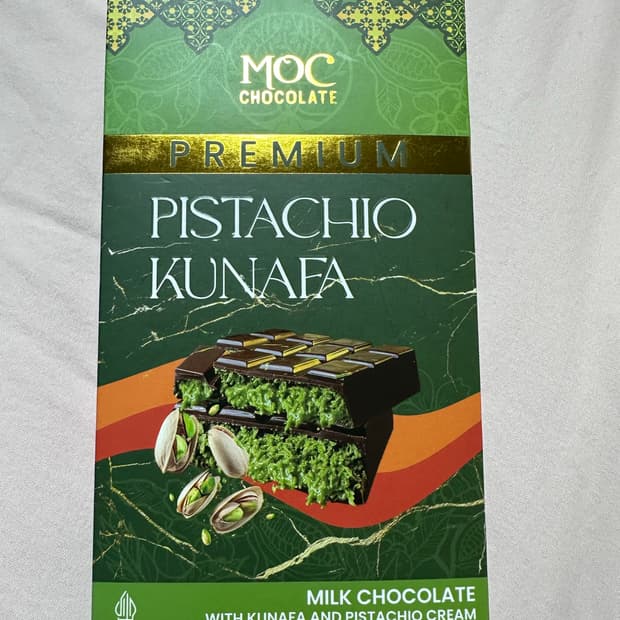 MOC
CHOCOLATE
PREMIUM
PISTACHIO
KUNAFA
MILK CHOCOLATE
WITH KUNAFA AND PISTACHIO CREAM